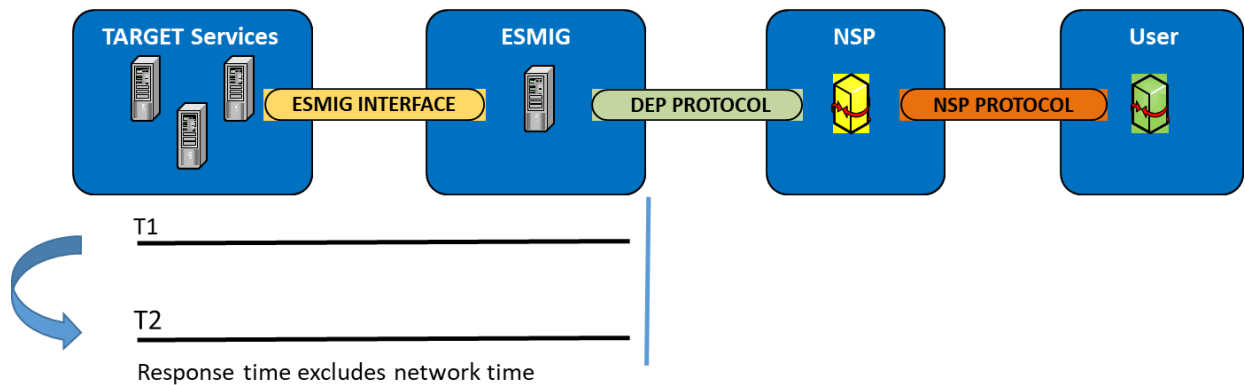 TARGET Services
ESMIG
NSP
User
ESMIG INTERFACE
DEP PROTOCOL
NSP PROTOCOL
T1
T2
Response time excludes network time